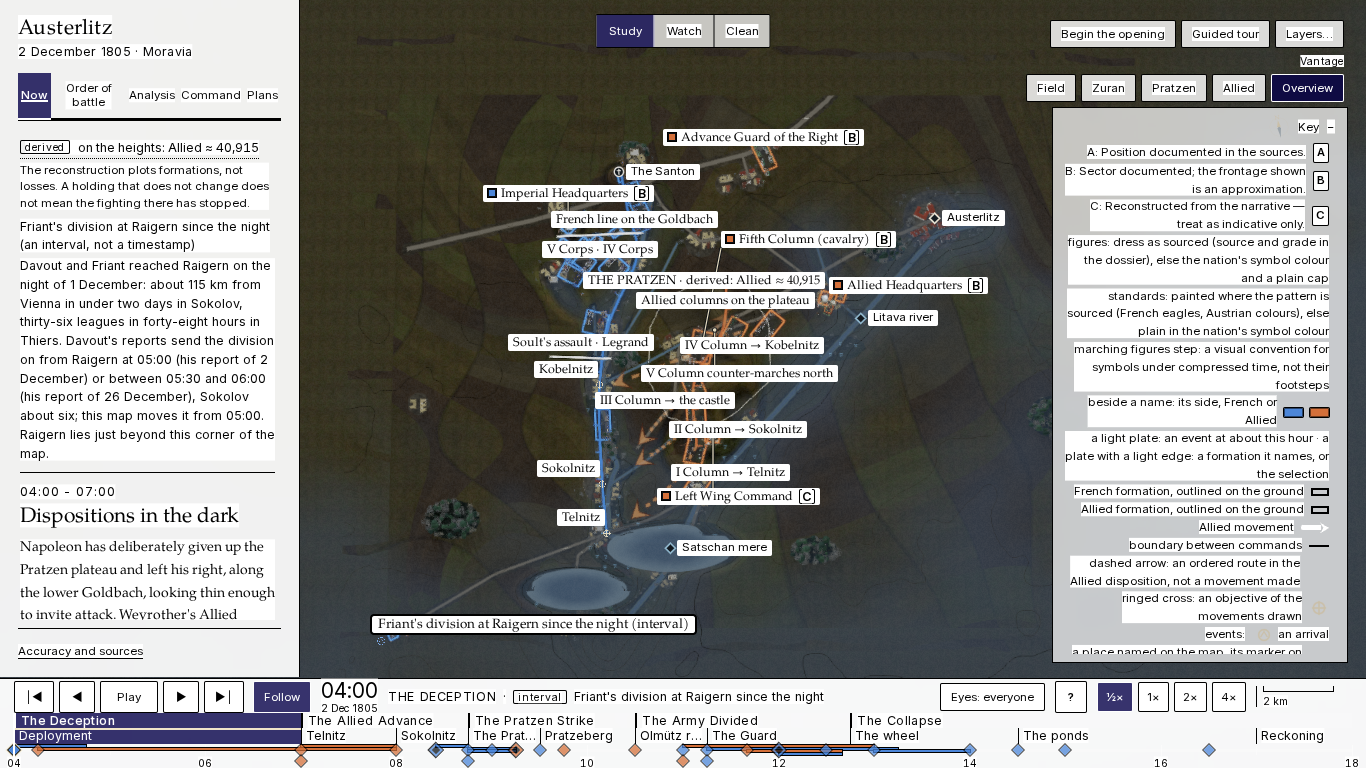 Austerlitz
2 December 1805 · Moravia
Now
Order of
battle
Analysis
Command
Plans
derived on the heights: Allied ≈ 40,915
The reconstruction plots formations, not
losses. A holding that does not change does
not mean the fighting there has stopped.
Friant's division at Raigern since the night
(an interval, not a timestamp)
Davout and Friant reached Raigern on the
night of 1 December: about 115 km from
Vienna in under two days in Sokolov,
thirty-six leagues in forty-eight hours in
Thiers. Davout's reports send the division
on from Raigern at 05:00 (his report of 2
December) or between 05:30 and 06:00
(his report of 26 December), Sokolov
about six; this map moves it from 05:00.
Raigern lies just beyond this corner of the
map.
04:00 - 07:00
Dispositions in the dark
Napoleon has deliberately given up the
Pratzen plateau and left his right, along
the lower Goldbach, looking thin enough
to invite attack. Weyrother's Allied
Accuracy and sources
Study
Watch
Clean
Begin the opening
Guided tour
Layers…
Vantage
Field
Zuran
Pratzen
Allied
Overview
Advance Guard of the Right B
The Santon
Imperial Headquarters B
French line on the Goldbach
Austerlitz
Fifth Column (cavalry) B
V Corps · IV Corps
THE PRATZEN · derived: Allied ≈ 40,915
Allied Headquarters B
Allied columns on the plateau
Litava river
Soult's assault · Legrand
IV Column → Kobelnitz
Kobelnitz
V Column counter-marches north
III Column → the castle
II Column → Sokolnitz
Sokolnitz
I Column → Telnitz
Left Wing Command C
Telnitz
Satschan mere
Friant's division at Raigern since the night (interval)
Key –
A: Position documented in the sources. A
B: Sector documented; the frontage shown
is an approximation. B
C: Reconstructed from the narrative —
treat as indicative only. C
figures: dress as sourced (source and grade in
the dossier), else the nation's symbol colour
and a plain cap
standards: painted where the pattern is
sourced (French eagles, Austrian colours), else
plain in the nation's symbol colour
marching figures step: a visual convention for
symbols under compressed time, not their
footsteps
beside a name: its side, French or
Allied
a light plate: an event at about this hour · a
plate with a light edge: a formation it names, or
the selection
French formation, outlined on the ground
Allied formation, outlined on the ground
Allied movement
boundary between commands
dashed arrow: an ordered route in the
Allied disposition, not a movement made
ringed cross: an objective of the
movements drawn
events: an arrival
a place named on the map, its marker on
|◀
◀
Play
▶
▶|
Follow
04:00
2 Dec 1805
THE DECEPTION · interval Friant's division at Raigern since the night
Eyes: everyone
?
½×
1×
2×
4×
2 km
The Deception
The Allied Advance
The Pratzen Strike
The Army Divided
The Collapse
Deployment
Telnitz
Sokolnitz
The Prat…
Pratzeberg
Olmütz r…
The Guard
The wheel
The ponds
Reckoning
04 06 08 10 12 14 16 18